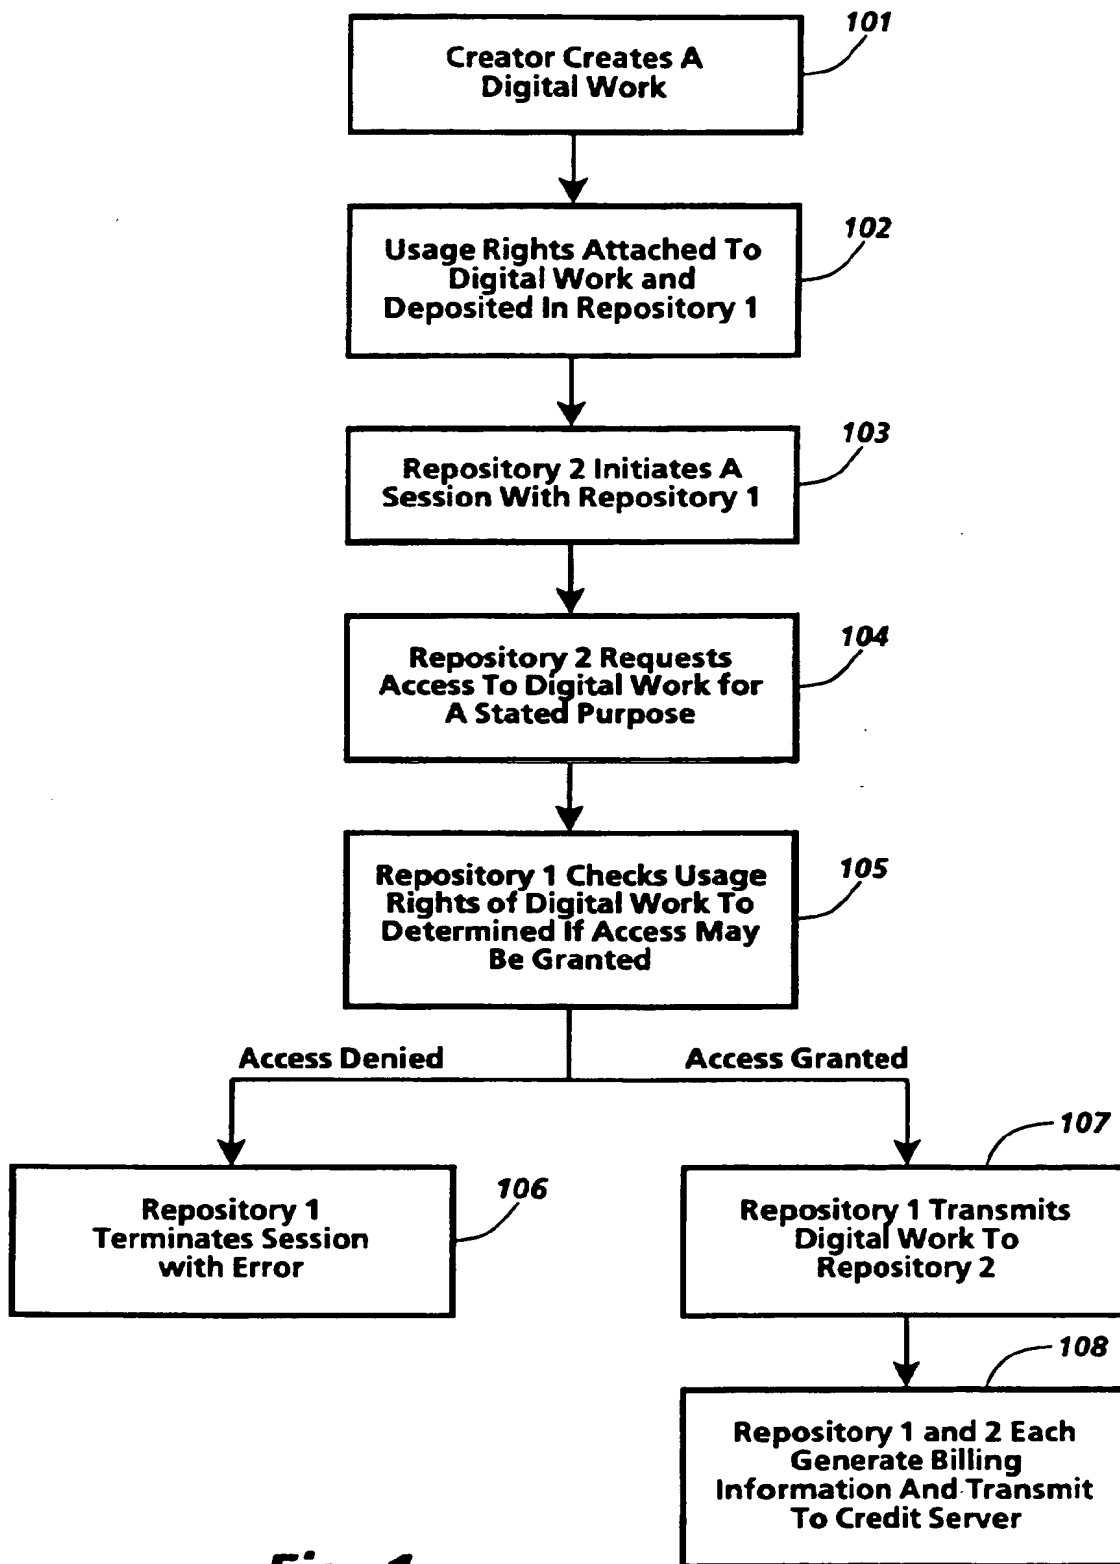 101
Creator Creates A
Digital Work
102
Usage Rights Attached To
Digital Work and
Deposited In Repository 1
103
Repository 2 Initiates A
Session With Repository 1
104
Repository 2 Requests
Access To Digital Work for
A Stated Purpose
105
Repository 1 Checks Usage
Rights of Digital Work To
Determined If Access May
Be Granted
Access Denied
Access Granted
106
Repository 1
Terminates Session
with Error
107
Repository 1 Transmits
Digital Work To
Repository 2
108
Repository 1 and 2 Each
Generate Billing
Information And Transmit
To Credit Server
Fig. 1